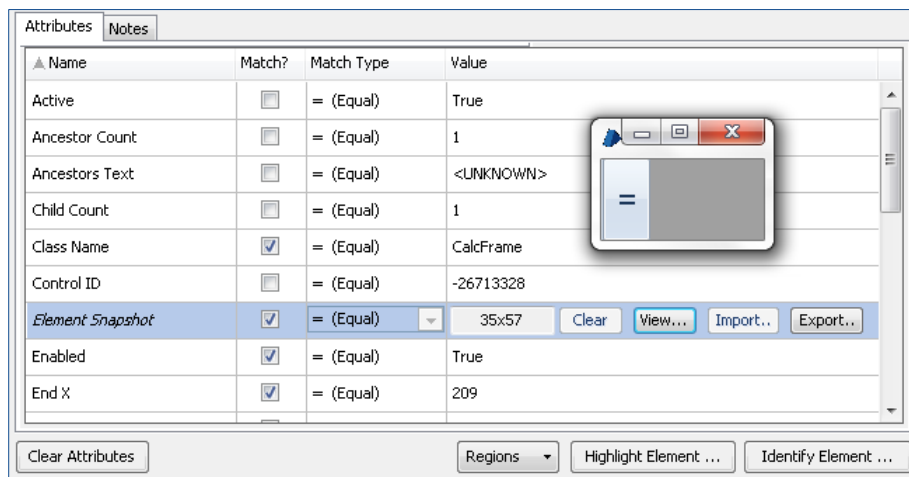 Attributes Notes
Name Match? Match Type Value
Active = (Equal) True
Ancestor Count = (Equal) 1
Ancestors Text = (Equal) <UNKNOWN>
Child Count = (Equal) 1
Class Name = (Equal) CalcFrame
Control ID = (Equal) -26713328
Element Snapshot = (Equal) 35x57 Clear View... Import.. Export..
Enabled = (Equal) True
End X = (Equal) 209
=
Clear Attributes Regions Highlight Element ... Identify Element ...